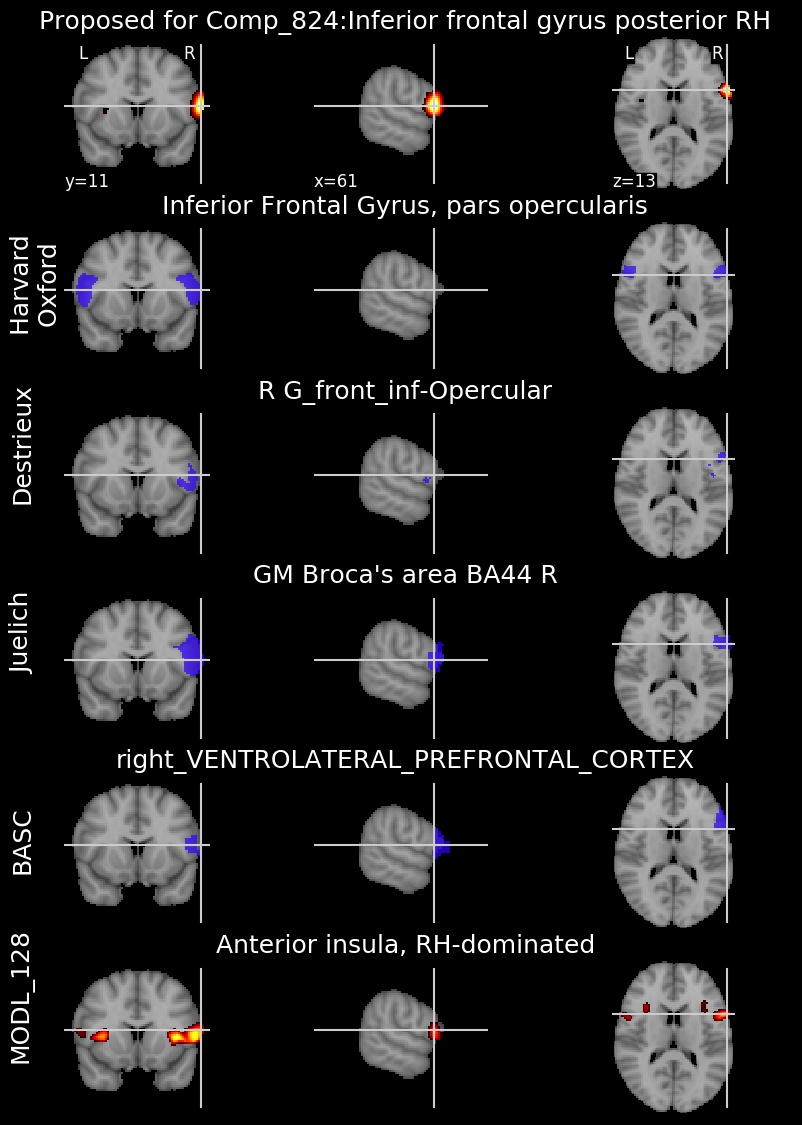 Proposed for Comp_824:Inferior frontal gyrus posterior RH
L R
L R
y=11
x=61
z=13
Inferior Frontal Gyrus, pars opercularis
Harvard
Oxford
R G_front_inf-Opercular
Destrieux
GM Broca's area BA44 R
Juelich
right_VENTROLATERAL_PREFRONTAL_CORTEX
BASC
Anterior insula, RH-dominated
MODL_128